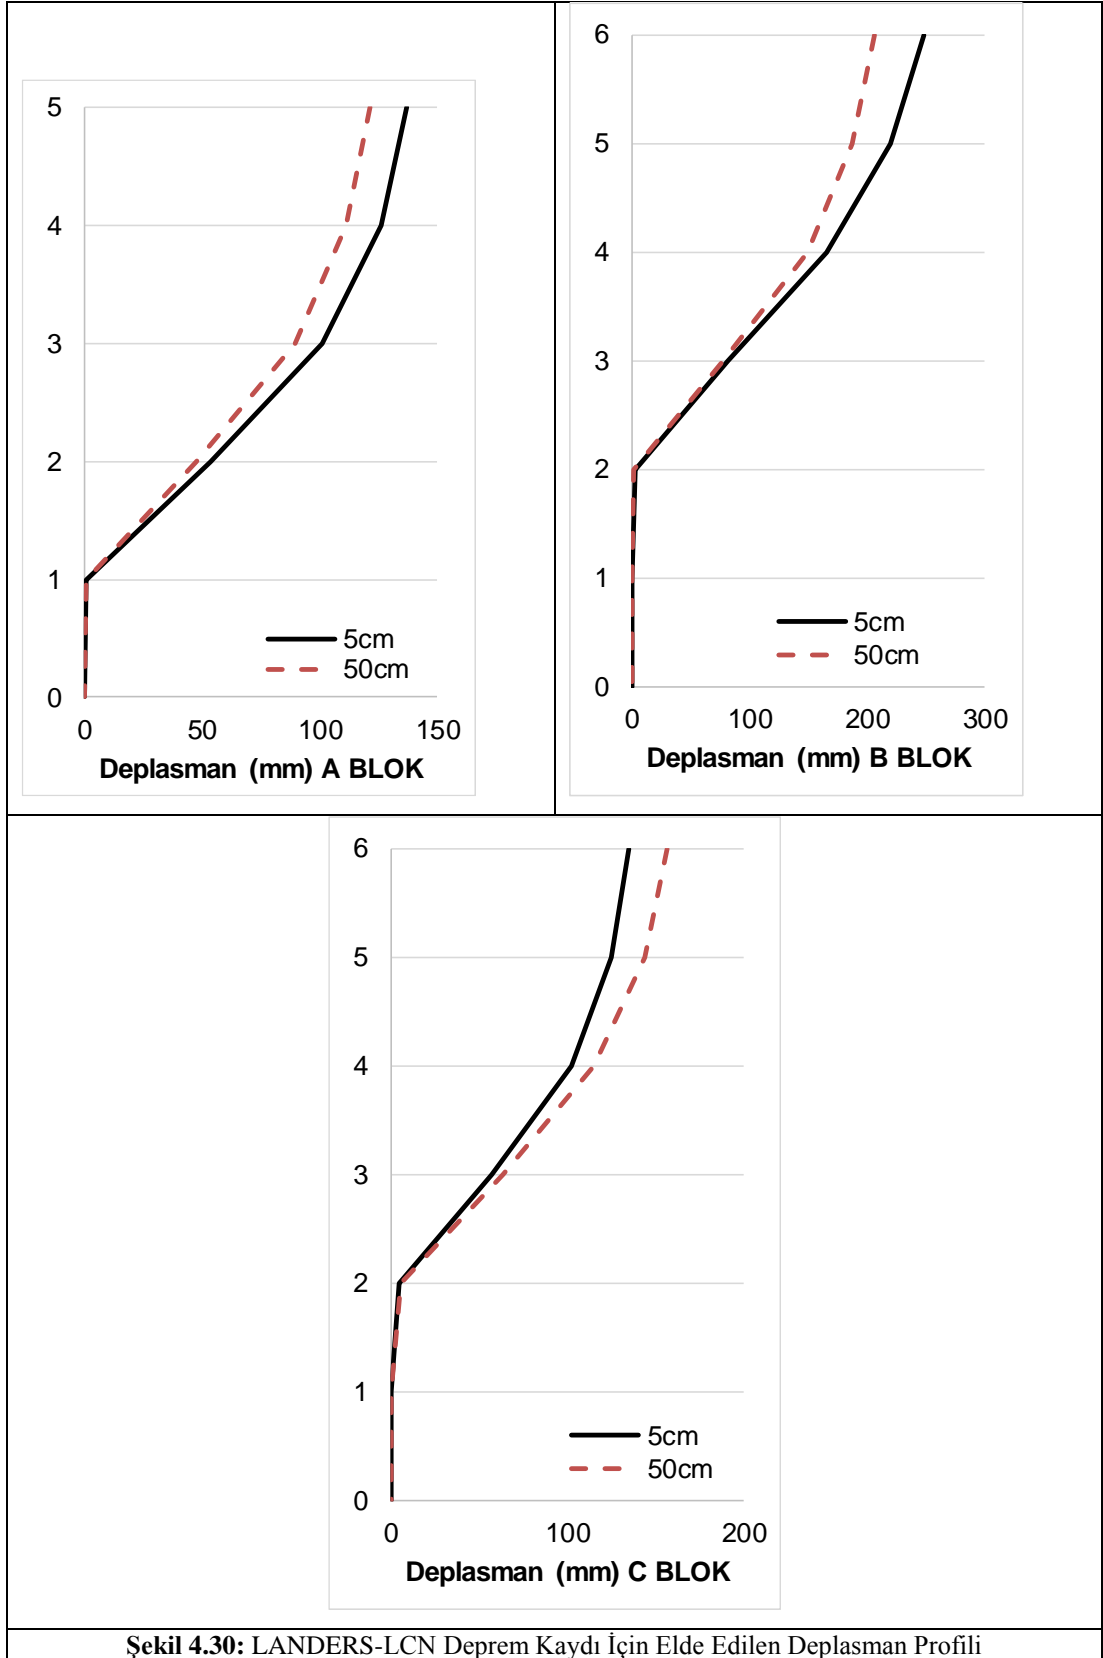 5
4
3
2
1
0
0 50 100 150
5cm
50cm
Deplasman (mm) A BLOK
6
5
4
3
2
1
0
0 100 200 300
5cm
50cm
Deplasman (mm) B BLOK
6
5
4
3
2
1
0
0 100 200
5cm
50cm
Deplasman (mm) C BLOK
Şekil 4.30: LANDERS-LCN Deprem Kaydı İçin Elde Edilen Deplasman Profili